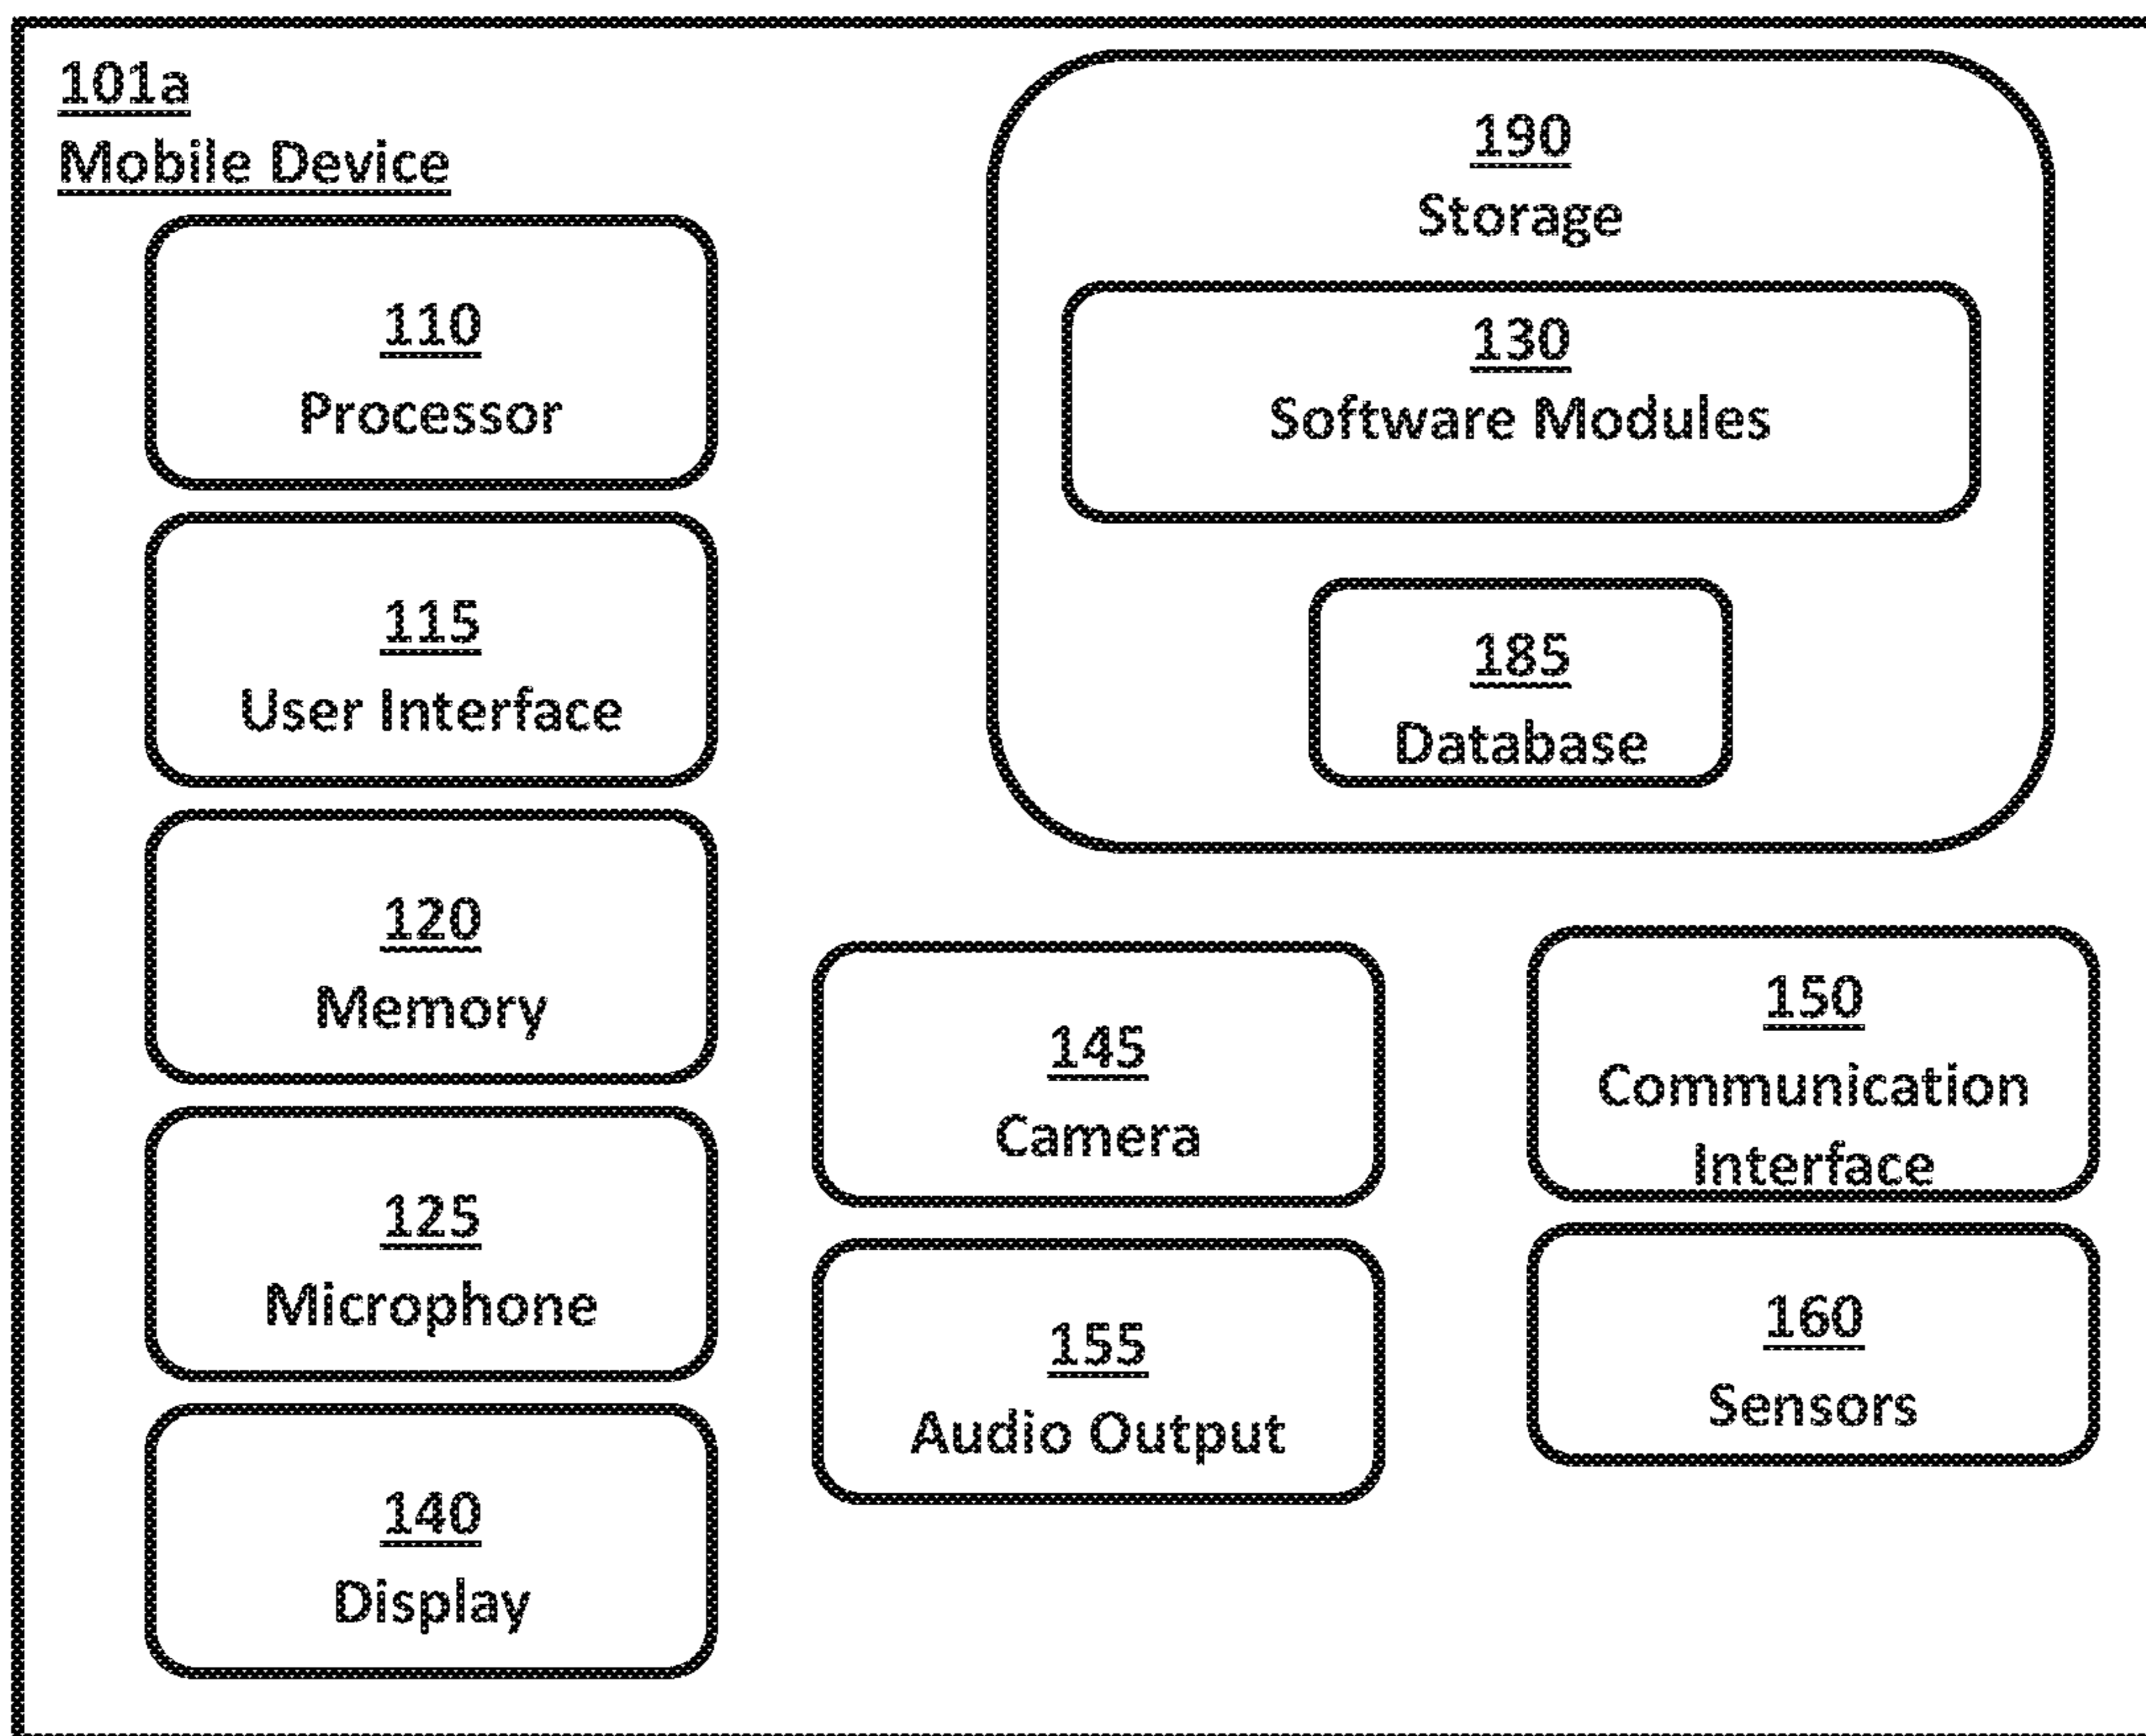 101a
Mobile Device
110
Processor
115
User Interface
120
Memory
125
Microphone
140
Display
190
Storage
130
Software Modules
185
Database
145
Camera
155
Audio Output
150
Communication
Interface
160
Sensors